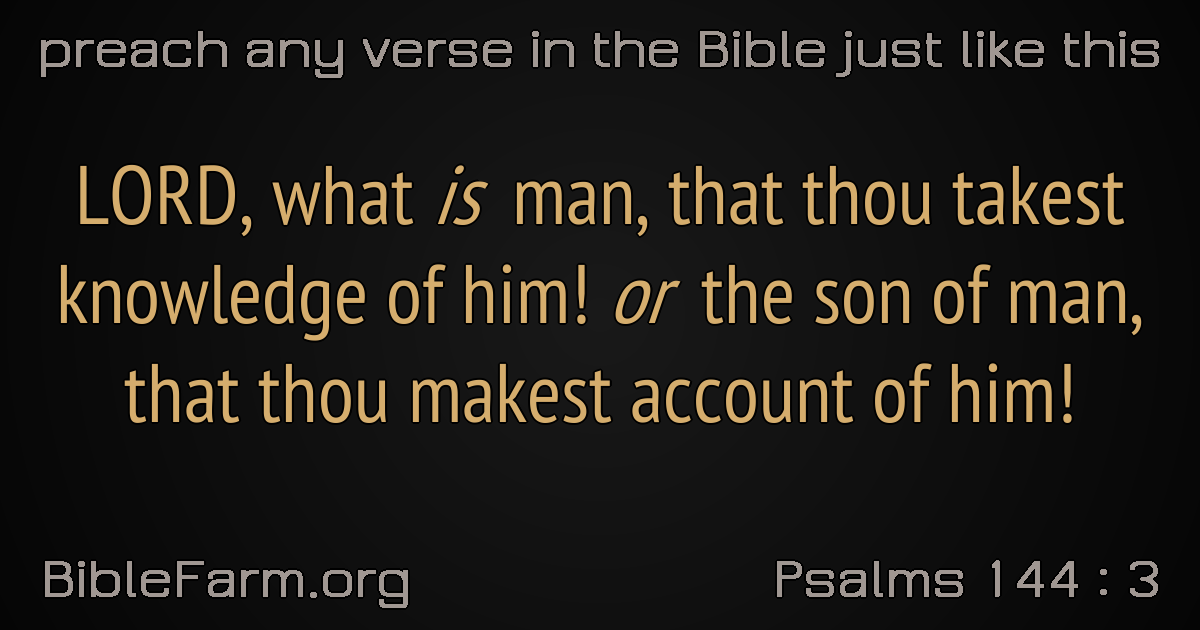 preach any verse in the Bible just like this
LORD, what is man, that thou takest
knowledge of him! or the son of man,
that thou makest account of him!
BibleFarm.org
Psalms 144 : 3